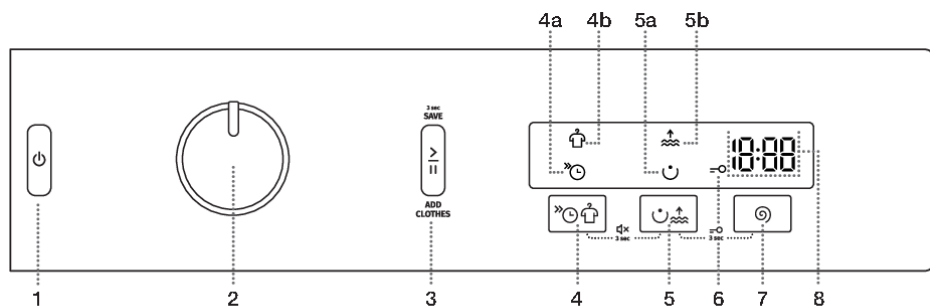 4a 4b 5a 5b
3 sec
SAVE
18:88
ADD
CLOTHES
3 sec 3 sec
1 2 3 4 5 6 7 8